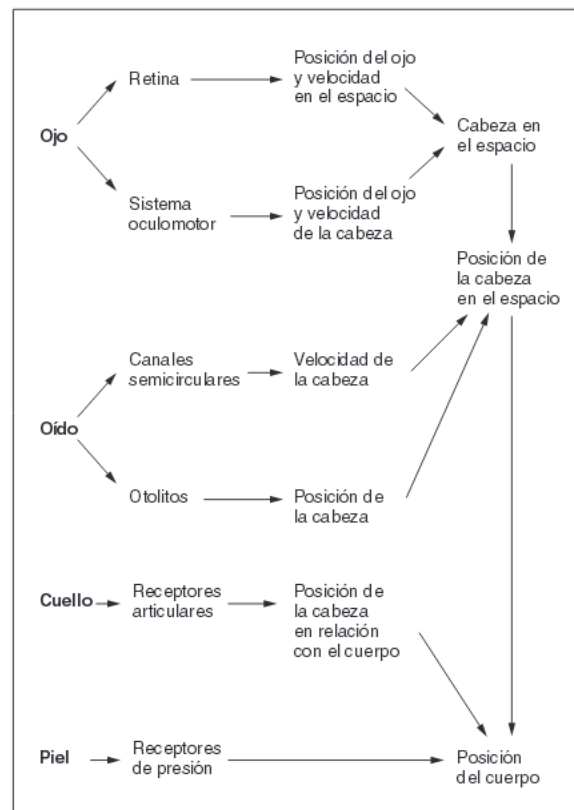 Retina
Posición del ojo
y velocidad
en el espacio
Ojo
Cabeza en
el espacio
Sistema
oculomotor
Posición del ojo
y velocidad
de la cabeza
Posición de
la cabeza
en el espacio
Canales
semicirculares
Velocidad de
la cabeza
Oído
Otolitos
Posición de
la cabeza
Cuello
Receptores
articulares
Posición de
la cabeza
en relación
con el cuerpo
Piel
Receptores
de presión
Posición
del cuerpo